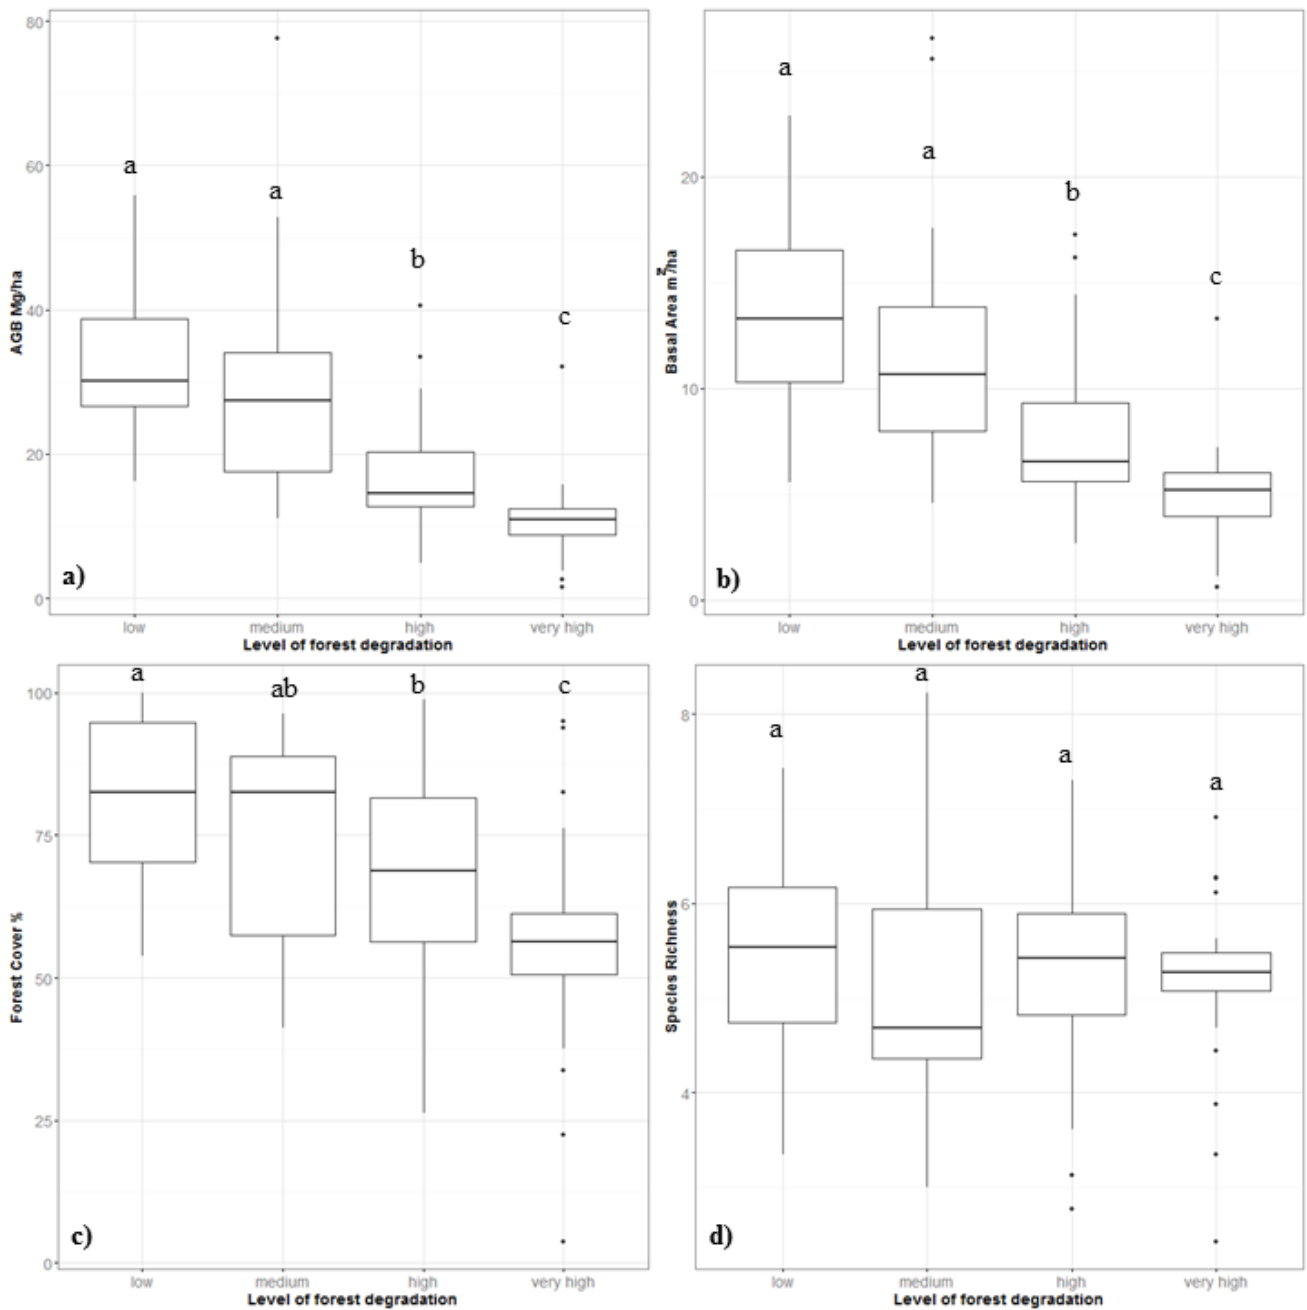 80
60
40
20
0
AGB Mg/ha
a
a
b
c
a)
low medium high very high
Level of forest degradation
20
10
0
Basal Area m²/ha
a
a
b
c
b)
low medium high very high
Level of forest degradation
100
75
50
25
0
Forest Cover %
a
ab
b
c
c)
low medium high very high
Level of forest degradation
8
6
4
Species Richness
a
a
a
a
d)
low medium high very high
Level of forest degradation